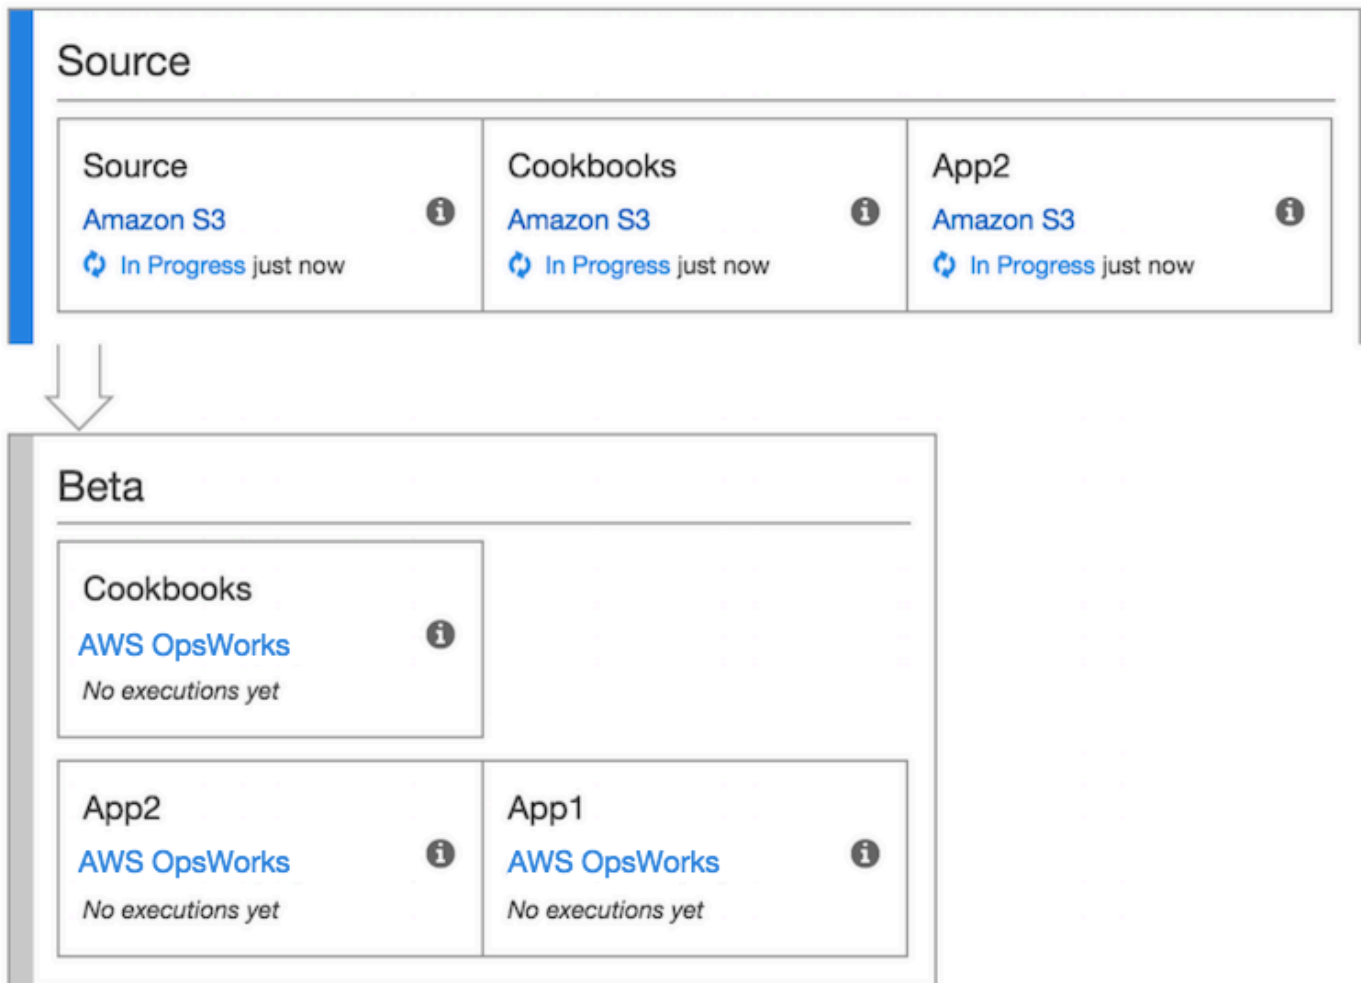 Source
Source Cookbooks App2
Amazon S3 Amazon S3 Amazon S3
In Progress just now In Progress just now In Progress just now
Beta
Cookbooks
AWS OpsWorks
No executions yet
App2 App1
AWS OpsWorks AWS OpsWorks
No executions yet No executions yet